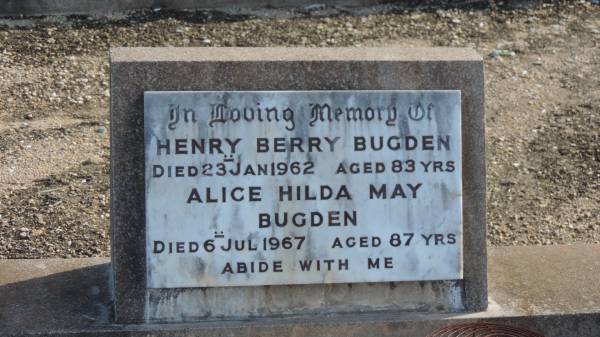 In Loving Memory Of
HENRY BERRY BUGDEN
DIED 23RD JAN 1962 AGED 83 YRS
ALICE HILDA MAY
BUGDEN
DIED 6TH JUL 1967 AGED 87 YRS
ABIDE WITH ME